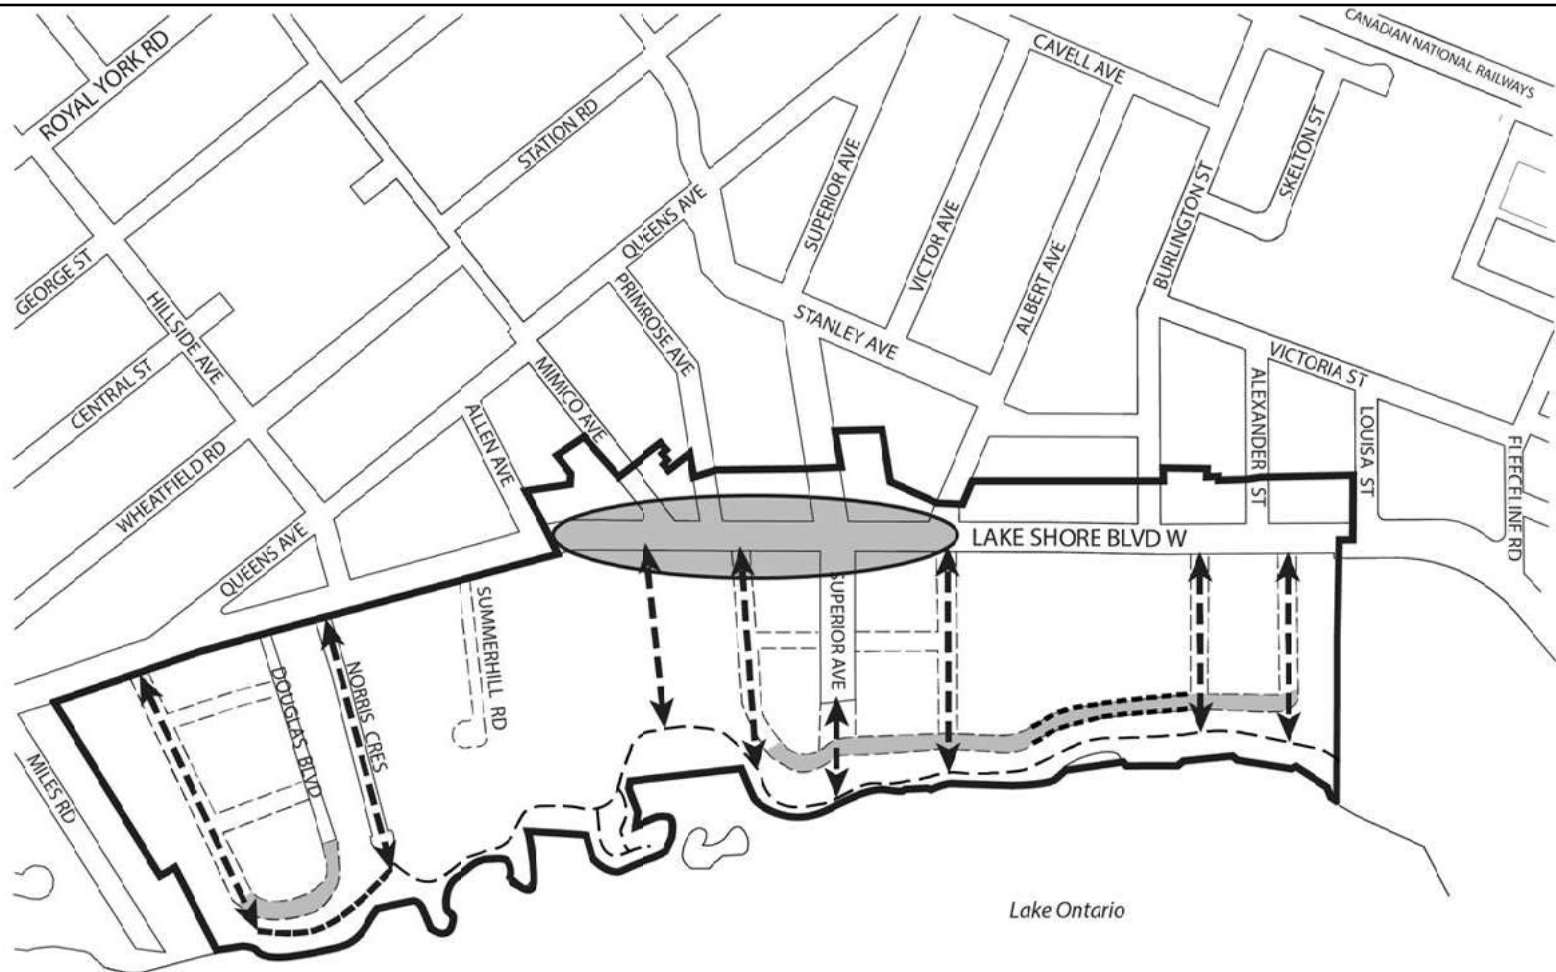 CANADIAN NATIONAL RAILWAYS
ROYAL YORK RD
CAVELL AVE
STATION RD
SKELTON ST
SUPERIOR AVE
BURLINGTON ST
QUEENS AVE
VICTOR AVE
GEORGE ST
ALBERT AVE
HILLSIDE AVE
PRIMROSE AVE
STANLEY AVE
VICTORIA ST
CENTRAL ST
MIMICO AVE
ALEXANDER ST
ALLEN AVE
LOUISA ST
WHEATFIELD RD
FLEECELINE RD
LAKE SHORE BLVD W
QUEENS AVE
SUMMERHILL RD
SUPERIOR AVE
NORRIS CRES
DOUGLAS BLVD
MILES RD
Lake Ontario